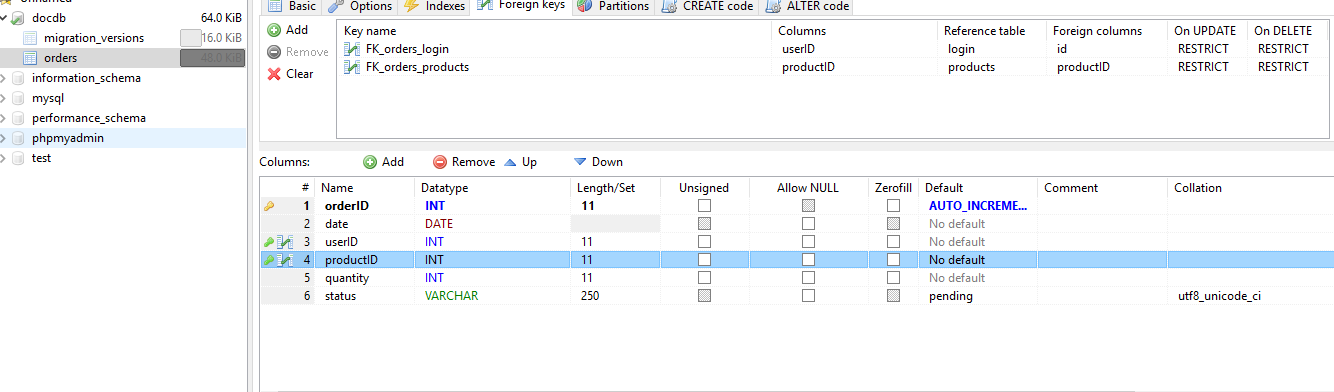 Unnamed
Basic Options Indexes Foreign keys Partitions CREATE code ALTER code
docdb 64.0 KiB
migration_versions 16.0 KiB
orders 48.0 KiB
information_schema
mysql
performance_schema
phpmyadmin
test
Add
Remove
Clear
Key name Columns Reference table Foreign columns On UPDATE On DELETE
FK_orders_login userID login id RESTRICT RESTRICT
FK_orders_products productID products productID RESTRICT RESTRICT
Columns: Add Remove Up Down
# Name Datatype Length/Set Unsigned Allow NULL Zerofill Default Comment Collation
1 orderID INT 11 AUTO_INCREME...
2 date DATE No default
3 userID INT 11 No default
4 productID INT 11 No default
5 quantity INT 11 No default
6 status VARCHAR 250 pending utf8_unicode_ci